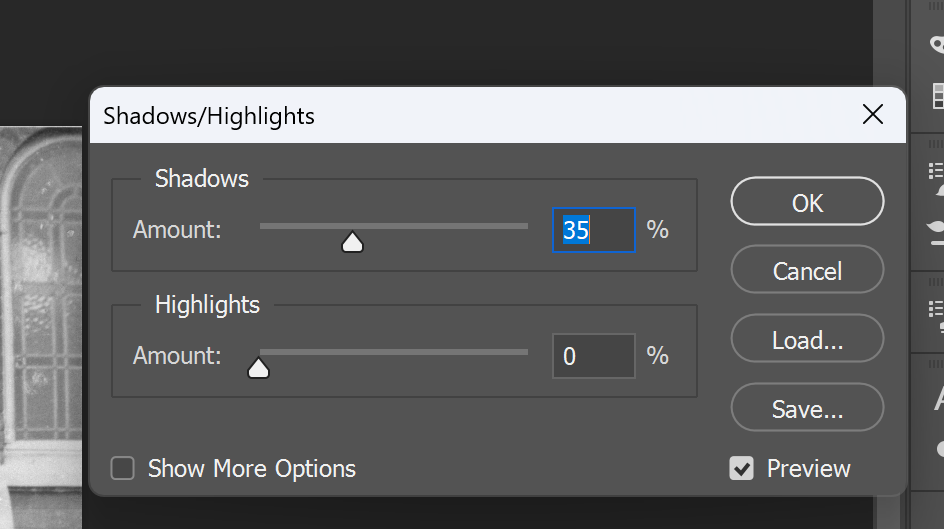 Shadows/Highlights
Shadows
Amount: 35 %
Highlights
Amount: 0 %
Show More Options
OK
Cancel
Load...
Save...
Preview